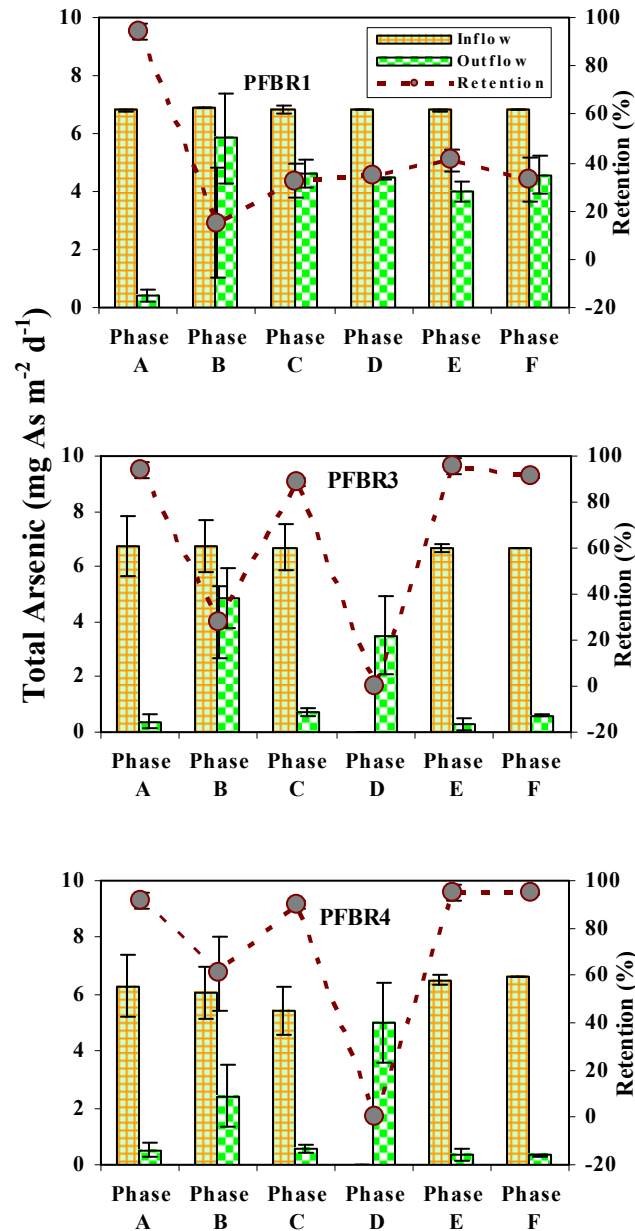 Total Arsenic (mg As m⁻² d⁻¹)
10
8
6
4
2
0
PFBR1
Inflow
Outflow
Retention
100
80
60
40
20
0
-20
Retention (%)
Phase A
Phase B
Phase C
Phase D
Phase E
Phase F
10
8
6
4
2
0
PFBR3
100
80
60
40
20
0
-20
Retention (%)
Phase A
Phase B
Phase C
Phase D
Phase E
Phase F
10
8
6
4
2
0
PFBR4
100
80
60
40
20
0
-20
Retention (%)
Phase A
Phase B
Phase C
Phase D
Phase E
Phase F